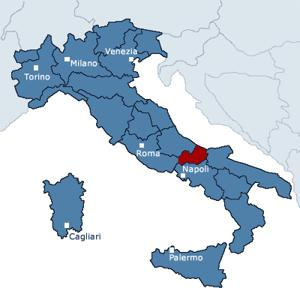 Venezia
Milano
Torino
Roma
Napoli
Cagliari
Palermo